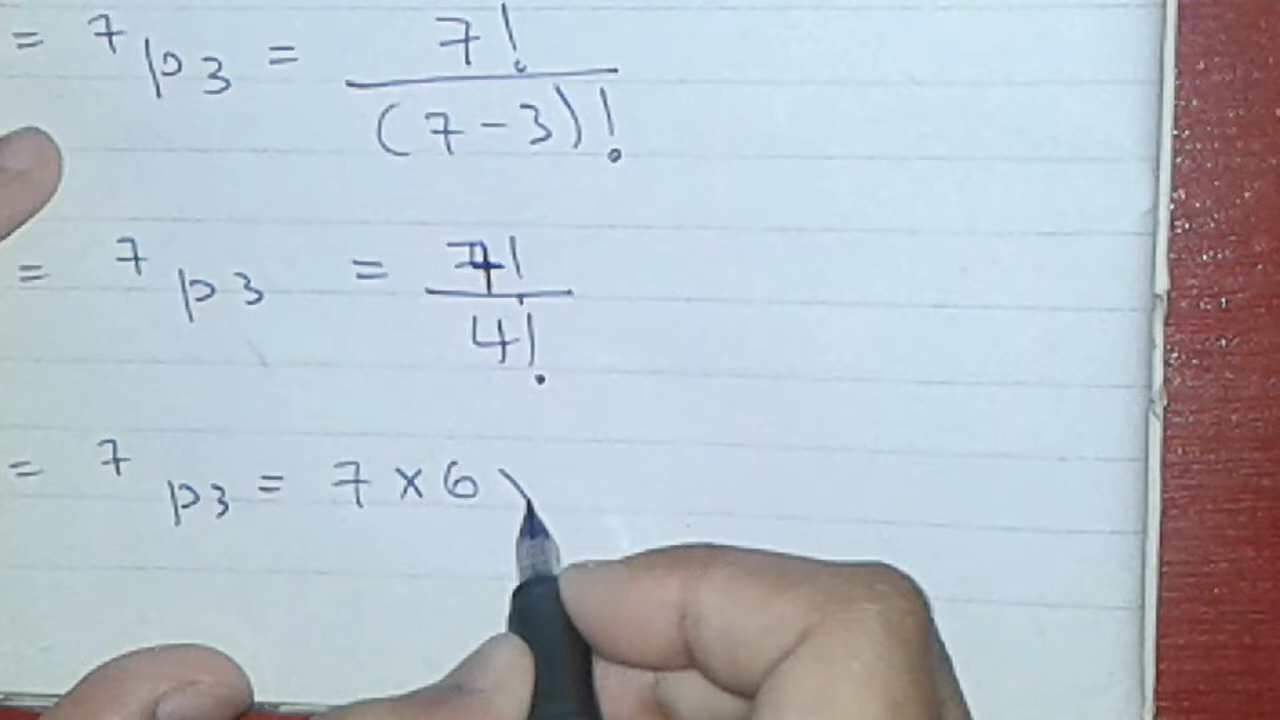 = ⁷P3 = 7! / (7-3)!
= ⁷P3 = 7! / 4!
= ⁷P3 = 7 × 6 \